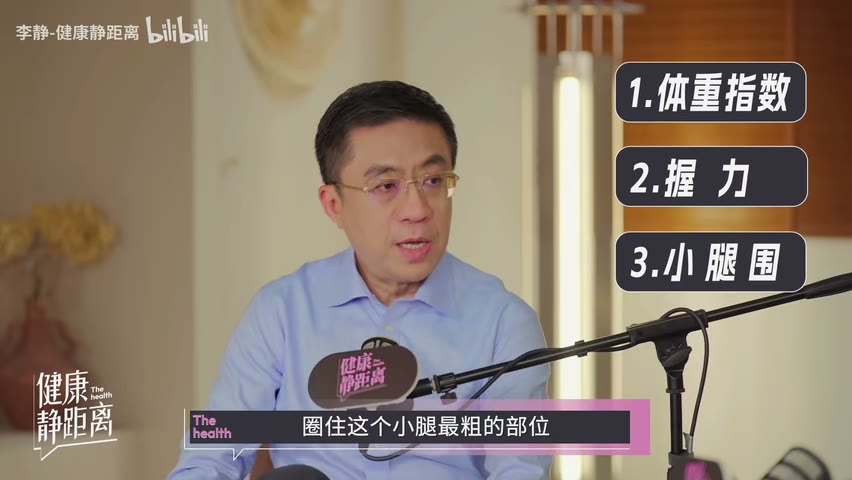 李静-健康静距离 bilibili
1.体重指数
2.握 力
3.小腿围
健康
静距离
健康
The
health
静距离
The
health
圈住这个小腿最粗的部位